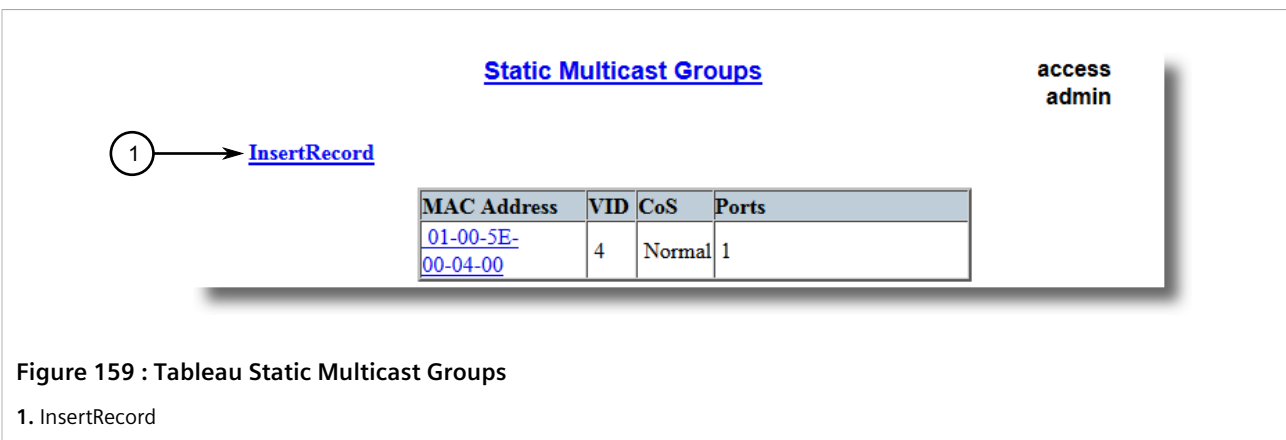 Static Multicast Groups
access
admin
1
InsertRecord
MAC Address VID CoS Ports
01-00-5E-
00-04-00 4 Normal 1
Figure 159 : Tableau Static Multicast Groups
1. InsertRecord